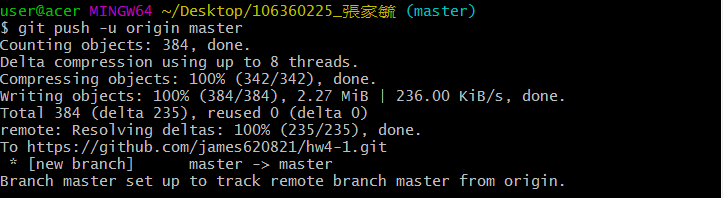 user@acer MINGW64 ~/Desktop/106360225_張家毓 (master)
$ git push -u origin master
Counting objects: 384, done.
Delta compression using up to 8 threads.
Compressing objects: 100% (342/342), done.
Writing objects: 100% (384/384), 2.27 MiB | 236.00 KiB/s, done.
Total 384 (delta 235), reused 0 (delta 0)
remote: Resolving deltas: 100% (235/235), done.
To https://github.com/james620821/hw4-1.git
 * [new branch]      master -> master
Branch master set up to track remote branch master from origin.